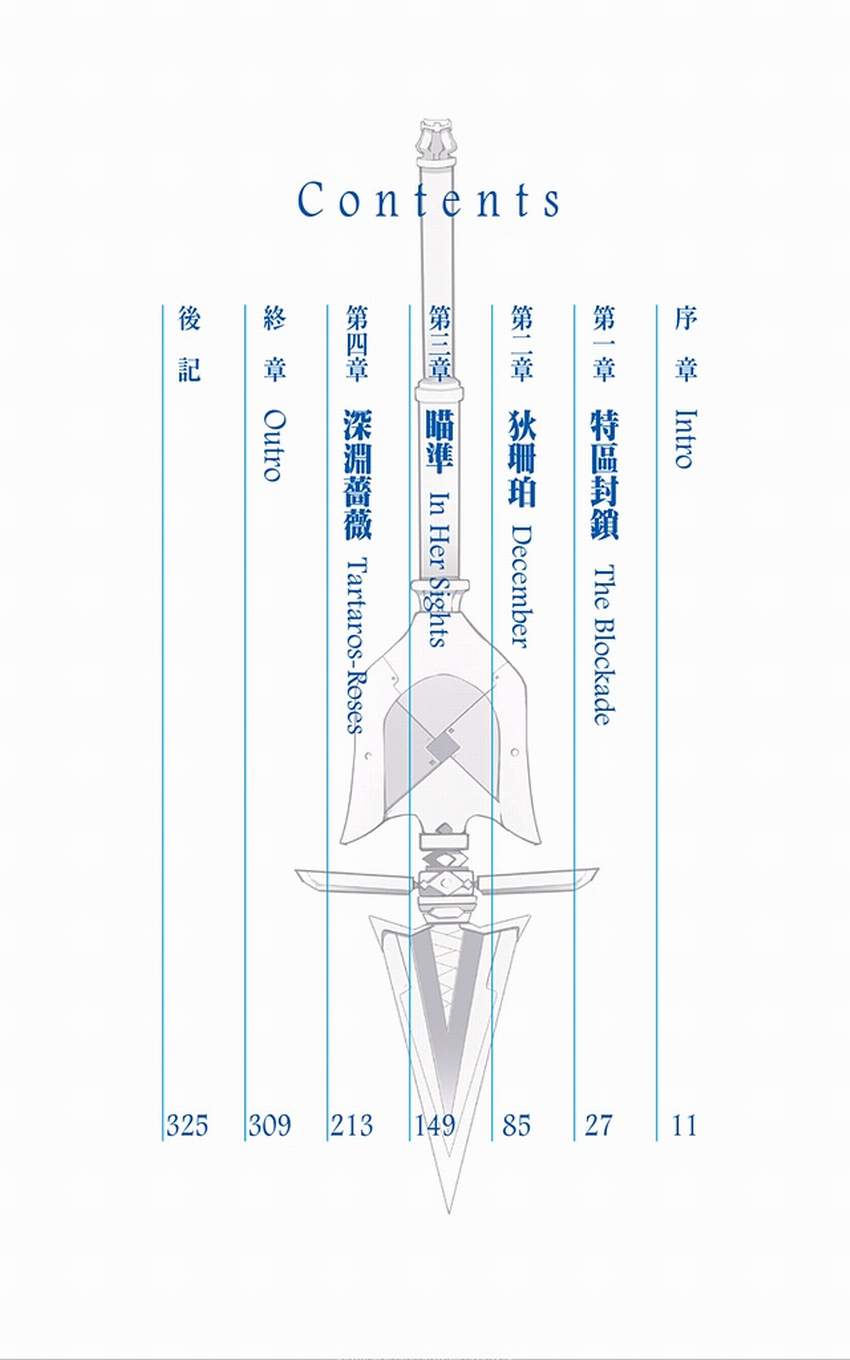 Contents
序章 Intro 11
第一章 特區封鎖 The Blockade 27
第二章 狄珊珀 December 85
第三章 瞄準 In Her Sights 149
第四章 深淵薔薇 Tartaros-Roses 213
終章 Outro 309
後記 325